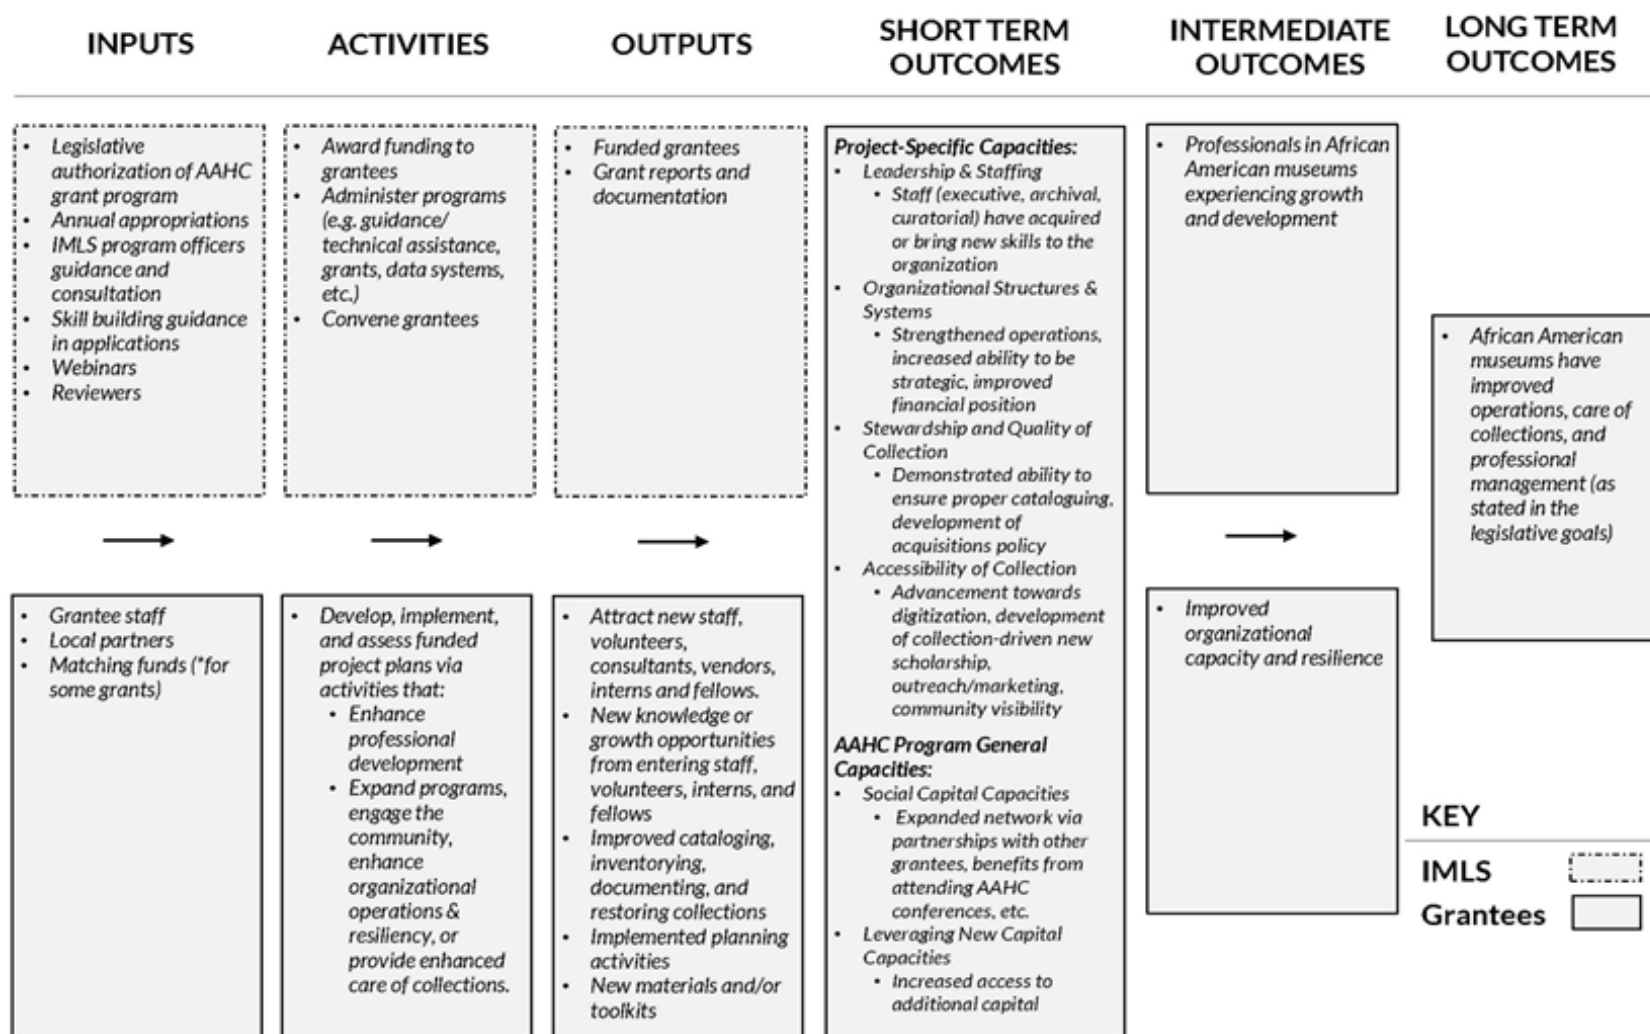 INPUTS
ACTIVITIES
OUTPUTS
SHORT TERM
OUTCOMES
INTERMEDIATE
OUTCOMES
LONG TERM
OUTCOMES
• Legislative
authorization of AAHC
grant program
• Annual appropriations
• IMLS program officers
guidance and
consultation
• Skill building guidance
in applications
• Webinars
• Reviewers
• Grantee staff
• Local partners
• Matching funds (*for
some grants)
• Award funding to
grantees
• Administer programs
(e.g. guidance/
technical assistance,
grants, data systems,
etc.)
• Convene grantees
• Develop, implement,
and assess funded
project plans via
activities that:
• Enhance
professional
development
• Expand programs,
engage the
community,
enhance
organizational
operations &
resiliency, or
provide enhanced
care of collections.
• Funded grantees
• Grant reports and
documentation
• Attract new staff,
volunteers,
consultants, vendors,
interns and fellows.
• New knowledge or
growth opportunities
from entering staff,
volunteers, interns, and
fellows
• Improved cataloging,
inventorying,
documenting, and
restoring collections
• Implemented planning
activities
• New materials and/or
toolkits
Project-Specific Capacities:
• Leadership & Staffing
• Staff (executive, archival,
curatorial) have acquired
or bring new skills to the
organization
• Organizational Structures &
Systems
• Strengthened operations,
increased ability to be
strategic, improved
financial position
• Stewardship and Quality of
Collection
• Demonstrated ability to
ensure proper cataloguing,
development of
acquisitions policy
• Accessibility of Collection
• Advancement towards
digitization, development
of collection-driven new
scholarship,
outreach/marketing,
community visibility
AAHC Program General
Capacities:
• Social Capital Capacities
• Expanded network via
partnerships with other
grantees, benefits from
attending AAHC
conferences, etc.
• Leveraging New Capital
Capacities
• Increased access to
additional capital
• Professionals in African
American museums
experiencing growth
and development
• Improved
organizational
capacity and resilience
• African American
museums have
improved
operations, care of
collections, and
professional
management (as
stated in the
legislative goals)
KEY
IMLS
Grantees